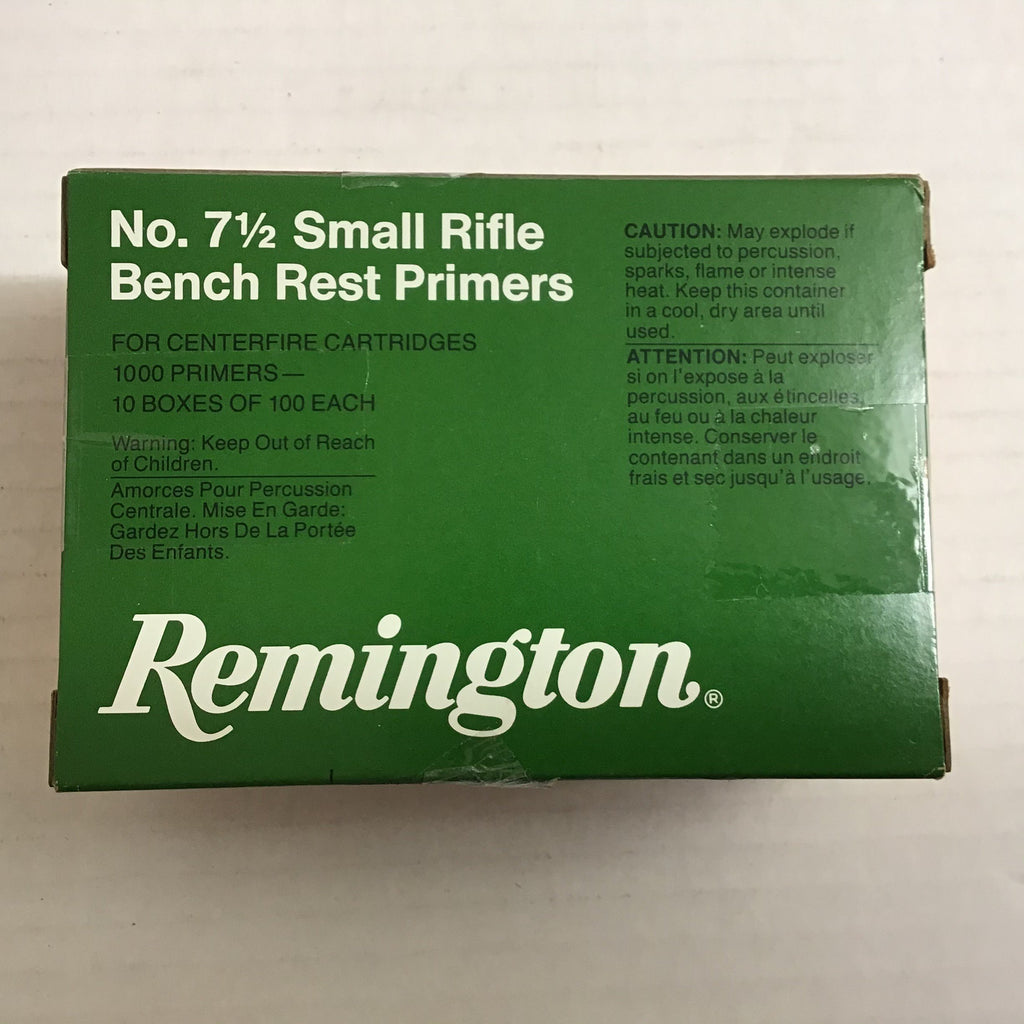 No. 7½ Small Rifle
Bench Rest Primers
FOR CENTERFIRE CARTRIDGES
1000 PRIMERS—
10 BOXES OF 100 EACH
Warning: Keep Out of Reach
of Children.
Amorces Pour Percussion
Centrale. Mise En Garde:
Gardez Hors De La Portée
Des Enfants.
CAUTION: May explode if
subjected to percussion,
sparks, flame or intense
heat. Keep this container
in a cool, dry area until
used.
ATTENTION: Peut exploser
si on l'expose à la
percussion, aux étincelles,
au feu ou à la chaleur
intense. Conserver le
contenant dans un endroit
frais et sec jusqu'à l'usage.
Remington®